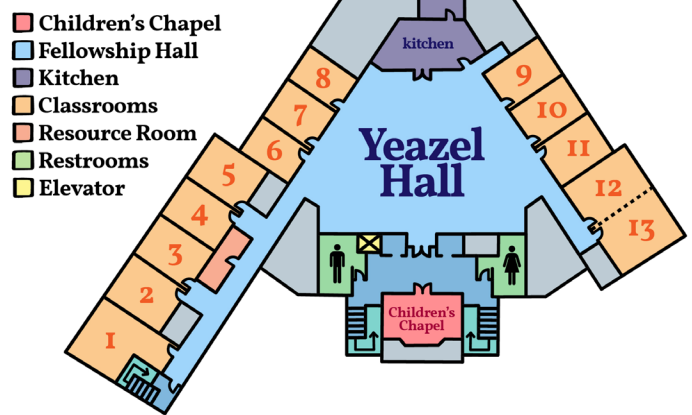 Children's Chapel
Fellowship Hall
Kitchen
Classrooms
Resource Room
Restrooms
Elevator
kitchen
Yeazel
Hall
8
7
6
5
4
3
2
1
9
10
11
12
13
Children's
Chapel